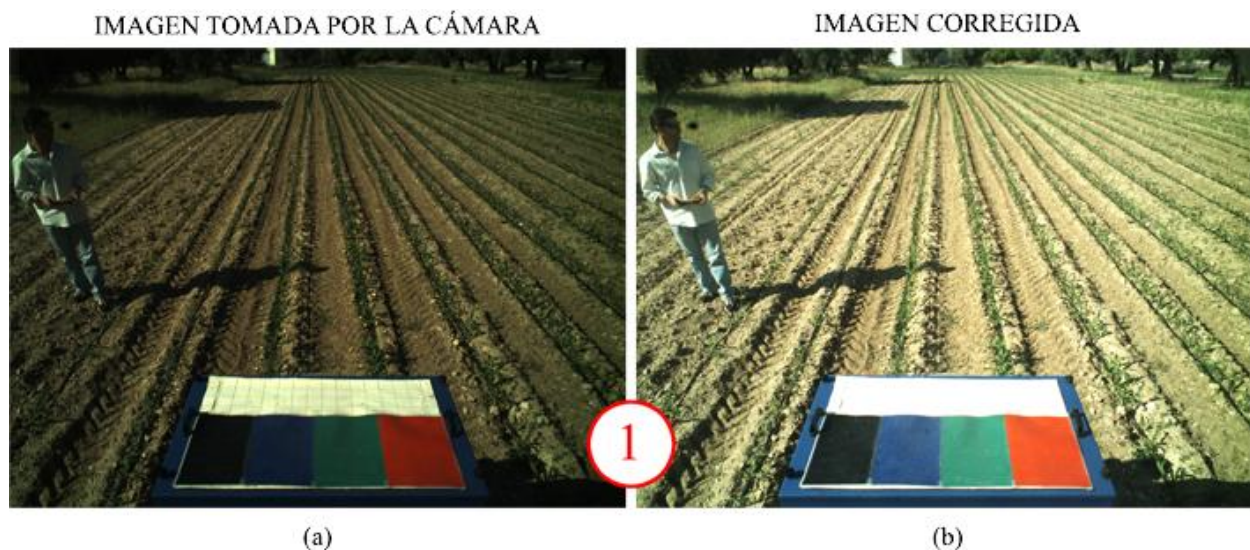 IMAGEN TOMADA POR LA CÁMARA
IMAGEN CORREGIDA
1
(a)
(b)